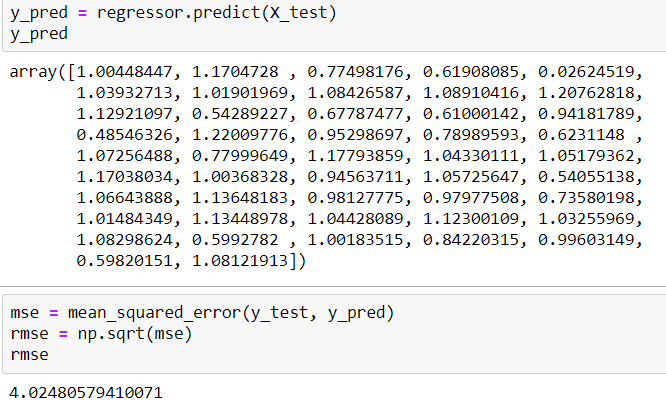 y_pred = regressor.predict(X_test)
y_pred
array([1.00448447, 1.1704728 , 0.77498176, 0.61908085, 0.02624519,
1.03932713, 1.01901969, 1.08426587, 1.08910416, 1.20762818,
1.12921097, 0.54289227, 0.67787477, 0.61000142, 0.94181789,
0.48546326, 1.22009776, 0.95298697, 0.78989593, 0.6231148 ,
1.07256488, 0.77999649, 1.17793859, 1.04330111, 1.05179362,
1.17038034, 1.00368328, 0.94563711, 1.05725647, 0.54055138,
1.06643888, 1.13648183, 0.98127775, 0.97977508, 0.73580198,
1.01484349, 1.13448978, 1.04428089, 1.12300109, 1.03255969,
1.08298624, 0.5992782 , 1.00183515, 0.84220315, 0.99603149,
0.59820151, 1.08121913])
mse = mean_squared_error(y_test, y_pred)
rmse = np.sqrt(mse)
rmse
4.02480579410071